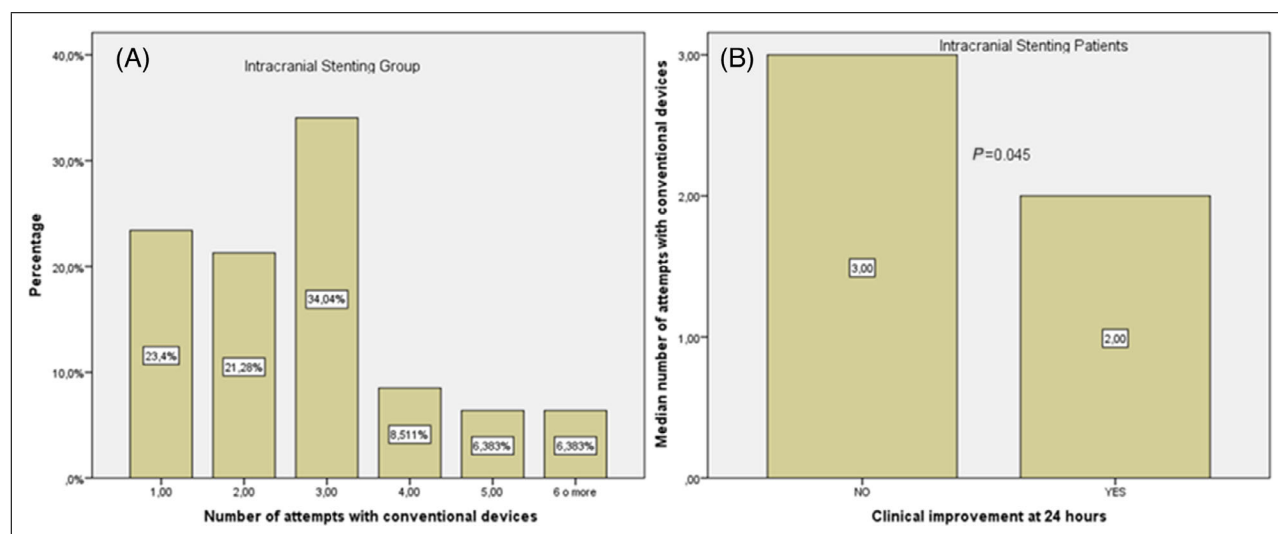 (A)
Intracranial Stenting Group
Percentage
40,0%
30,0%
20,0%
10,0%
,0%
23,4%
21,28%
34,04%
8,511%
6,383%
6,383%
1,00
2,00
3,00
4,00
5,00
6 o more
Number of attempts with conventional devices
(B)
Intracranial Stenting Patients
Median number of attempts with conventional devices
3,00
2,00
1,00
,00
P=0.045
3,00
2,00
NO
YES
Clinical improvement at 24 hours